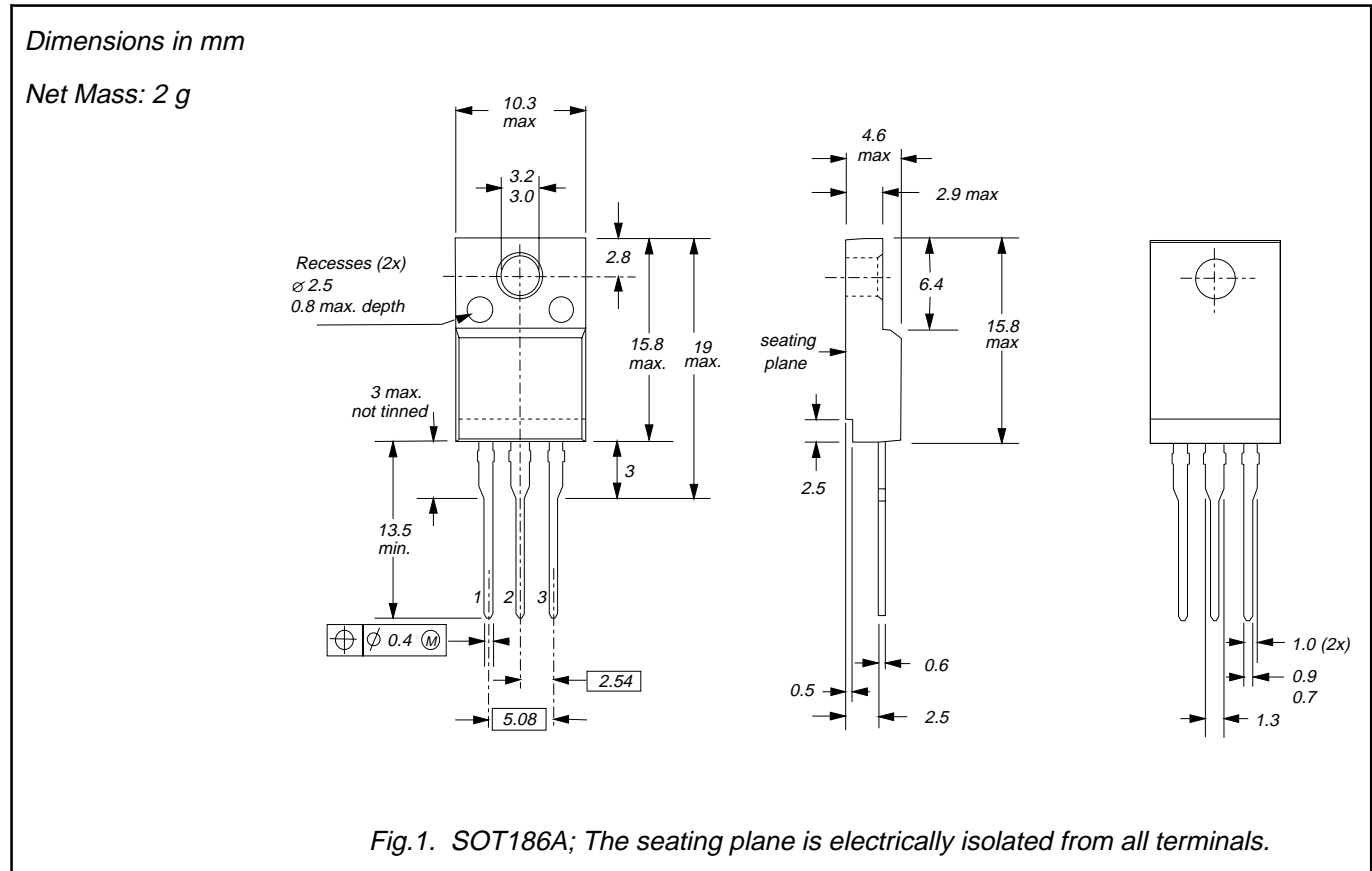 Dimensions in mm
Net Mass: 2 g
10.3
max
3.2
3.0
2.8
Recesses (2x)
⌀ 2.5
0.8 max. depth
15.8
max.
19
max.
3 max.
not tinned
3
13.5
min.
1
2
3
⌀ 0.4 Ⓜ
2.54
5.08
4.6
max
2.9 max
6.4
15.8
max
seating
plane
2.5
0.6
0.5
2.5
1.0 (2x)
0.9
0.7
1.3
Fig.1. SOT186A; The seating plane is electrically isolated from all terminals.